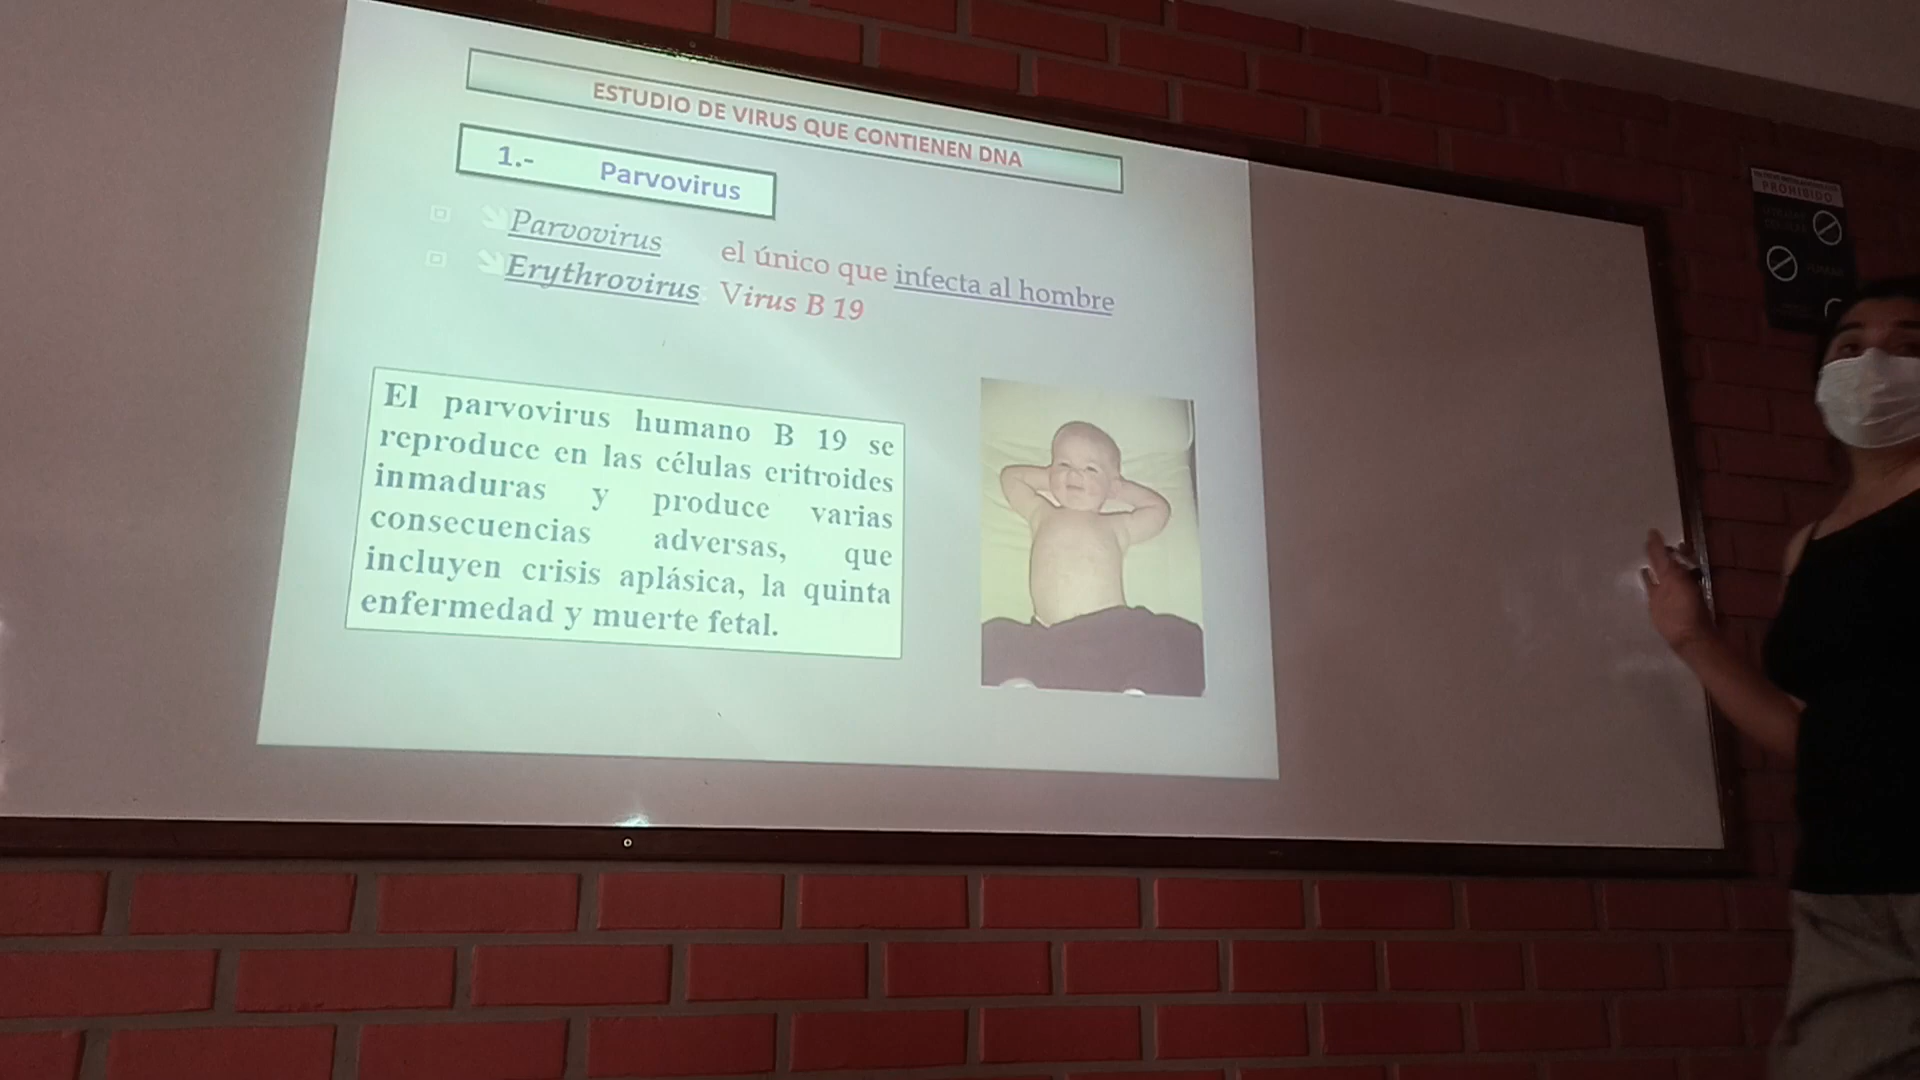 ESTUDIO DE VIRUS QUE CONTIENEN DNA
1.- Parvovirus
Parvovirus el único que infecta al hombre
Erythrovirus: Virus B 19
El parvovirus humano B 19 se
reproduce en las células eritroides
inmaduras y produce varias
consecuencias adversas, que
incluyen crisis aplásica, la quinta
enfermedad y muerte fetal.
PROHIBIDO